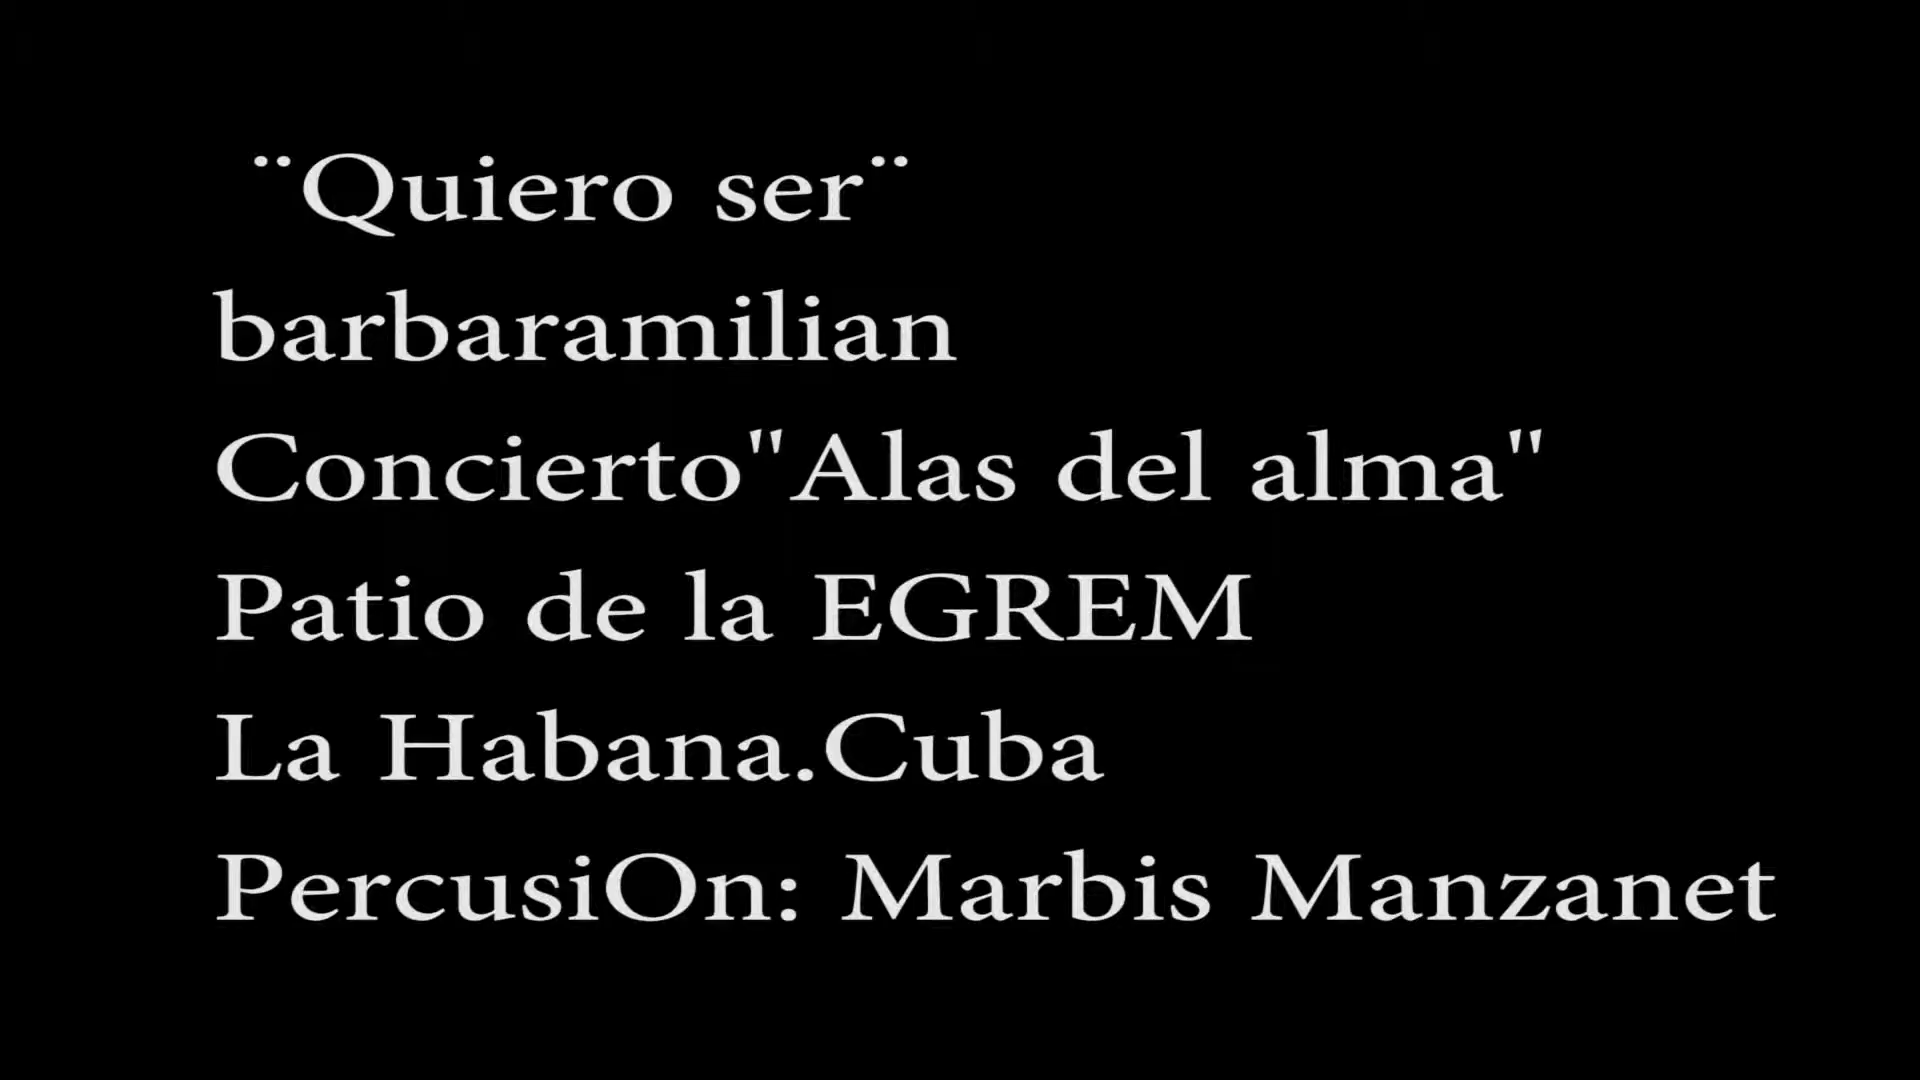 ¨Quiero ser¨
barbaramilian
Concierto"Alas del alma"
Patio de la EGREM
La Habana.Cuba
PercusiOn: Marbis Manzanet